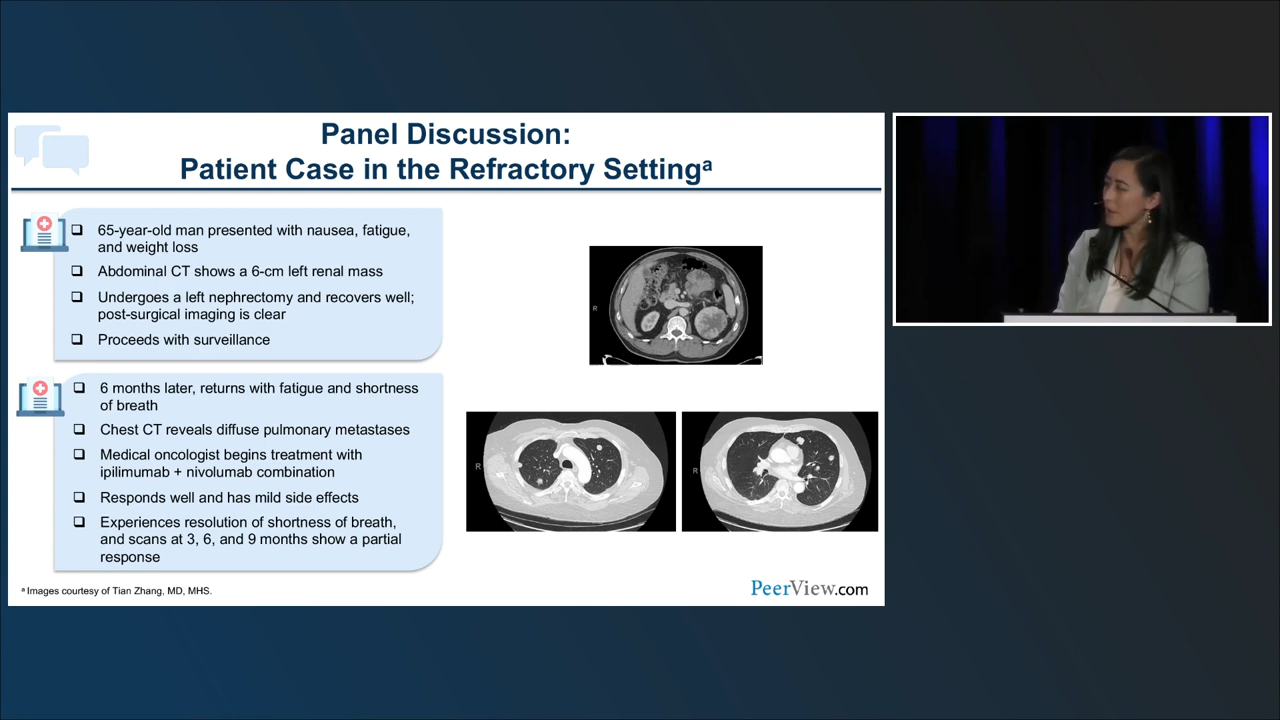 Panel Discussion:
Patient Case in the Refractory Settingᵃ
❑ 65-year-old man presented with nausea, fatigue,
and weight loss
❑ Abdominal CT shows a 6-cm left renal mass
❑ Undergoes a left nephrectomy and recovers well;
post-surgical imaging is clear
❑ Proceeds with surveillance
❑ 6 months later, returns with fatigue and shortness
of breath
❑ Chest CT reveals diffuse pulmonary metastases
❑ Medical oncologist begins treatment with
ipilimumab + nivolumab combination
❑ Responds well and has mild side effects
❑ Experiences resolution of shortness of breath,
and scans at 3, 6, and 9 months show a partial
response
R
R
R
ᵃ Images courtesy of Tian Zhang, MD, MHS.
PeerView.com